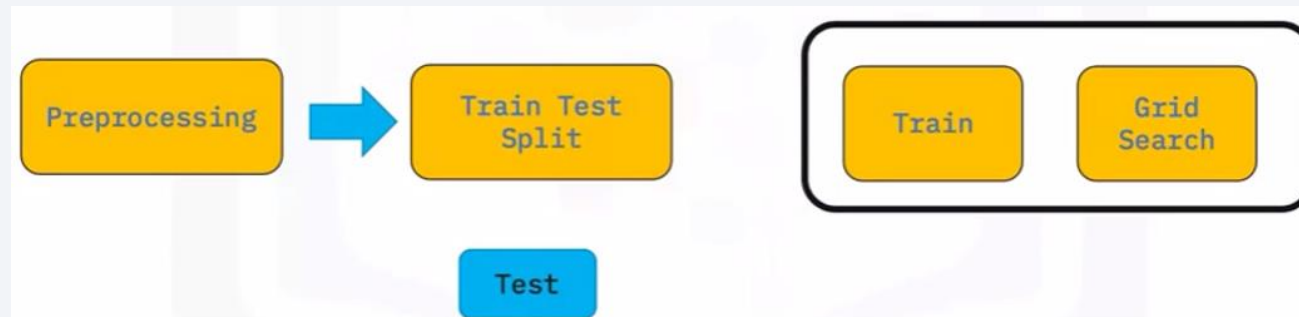 Preprocessing
Train Test
Split
Train
Grid
Search
Test